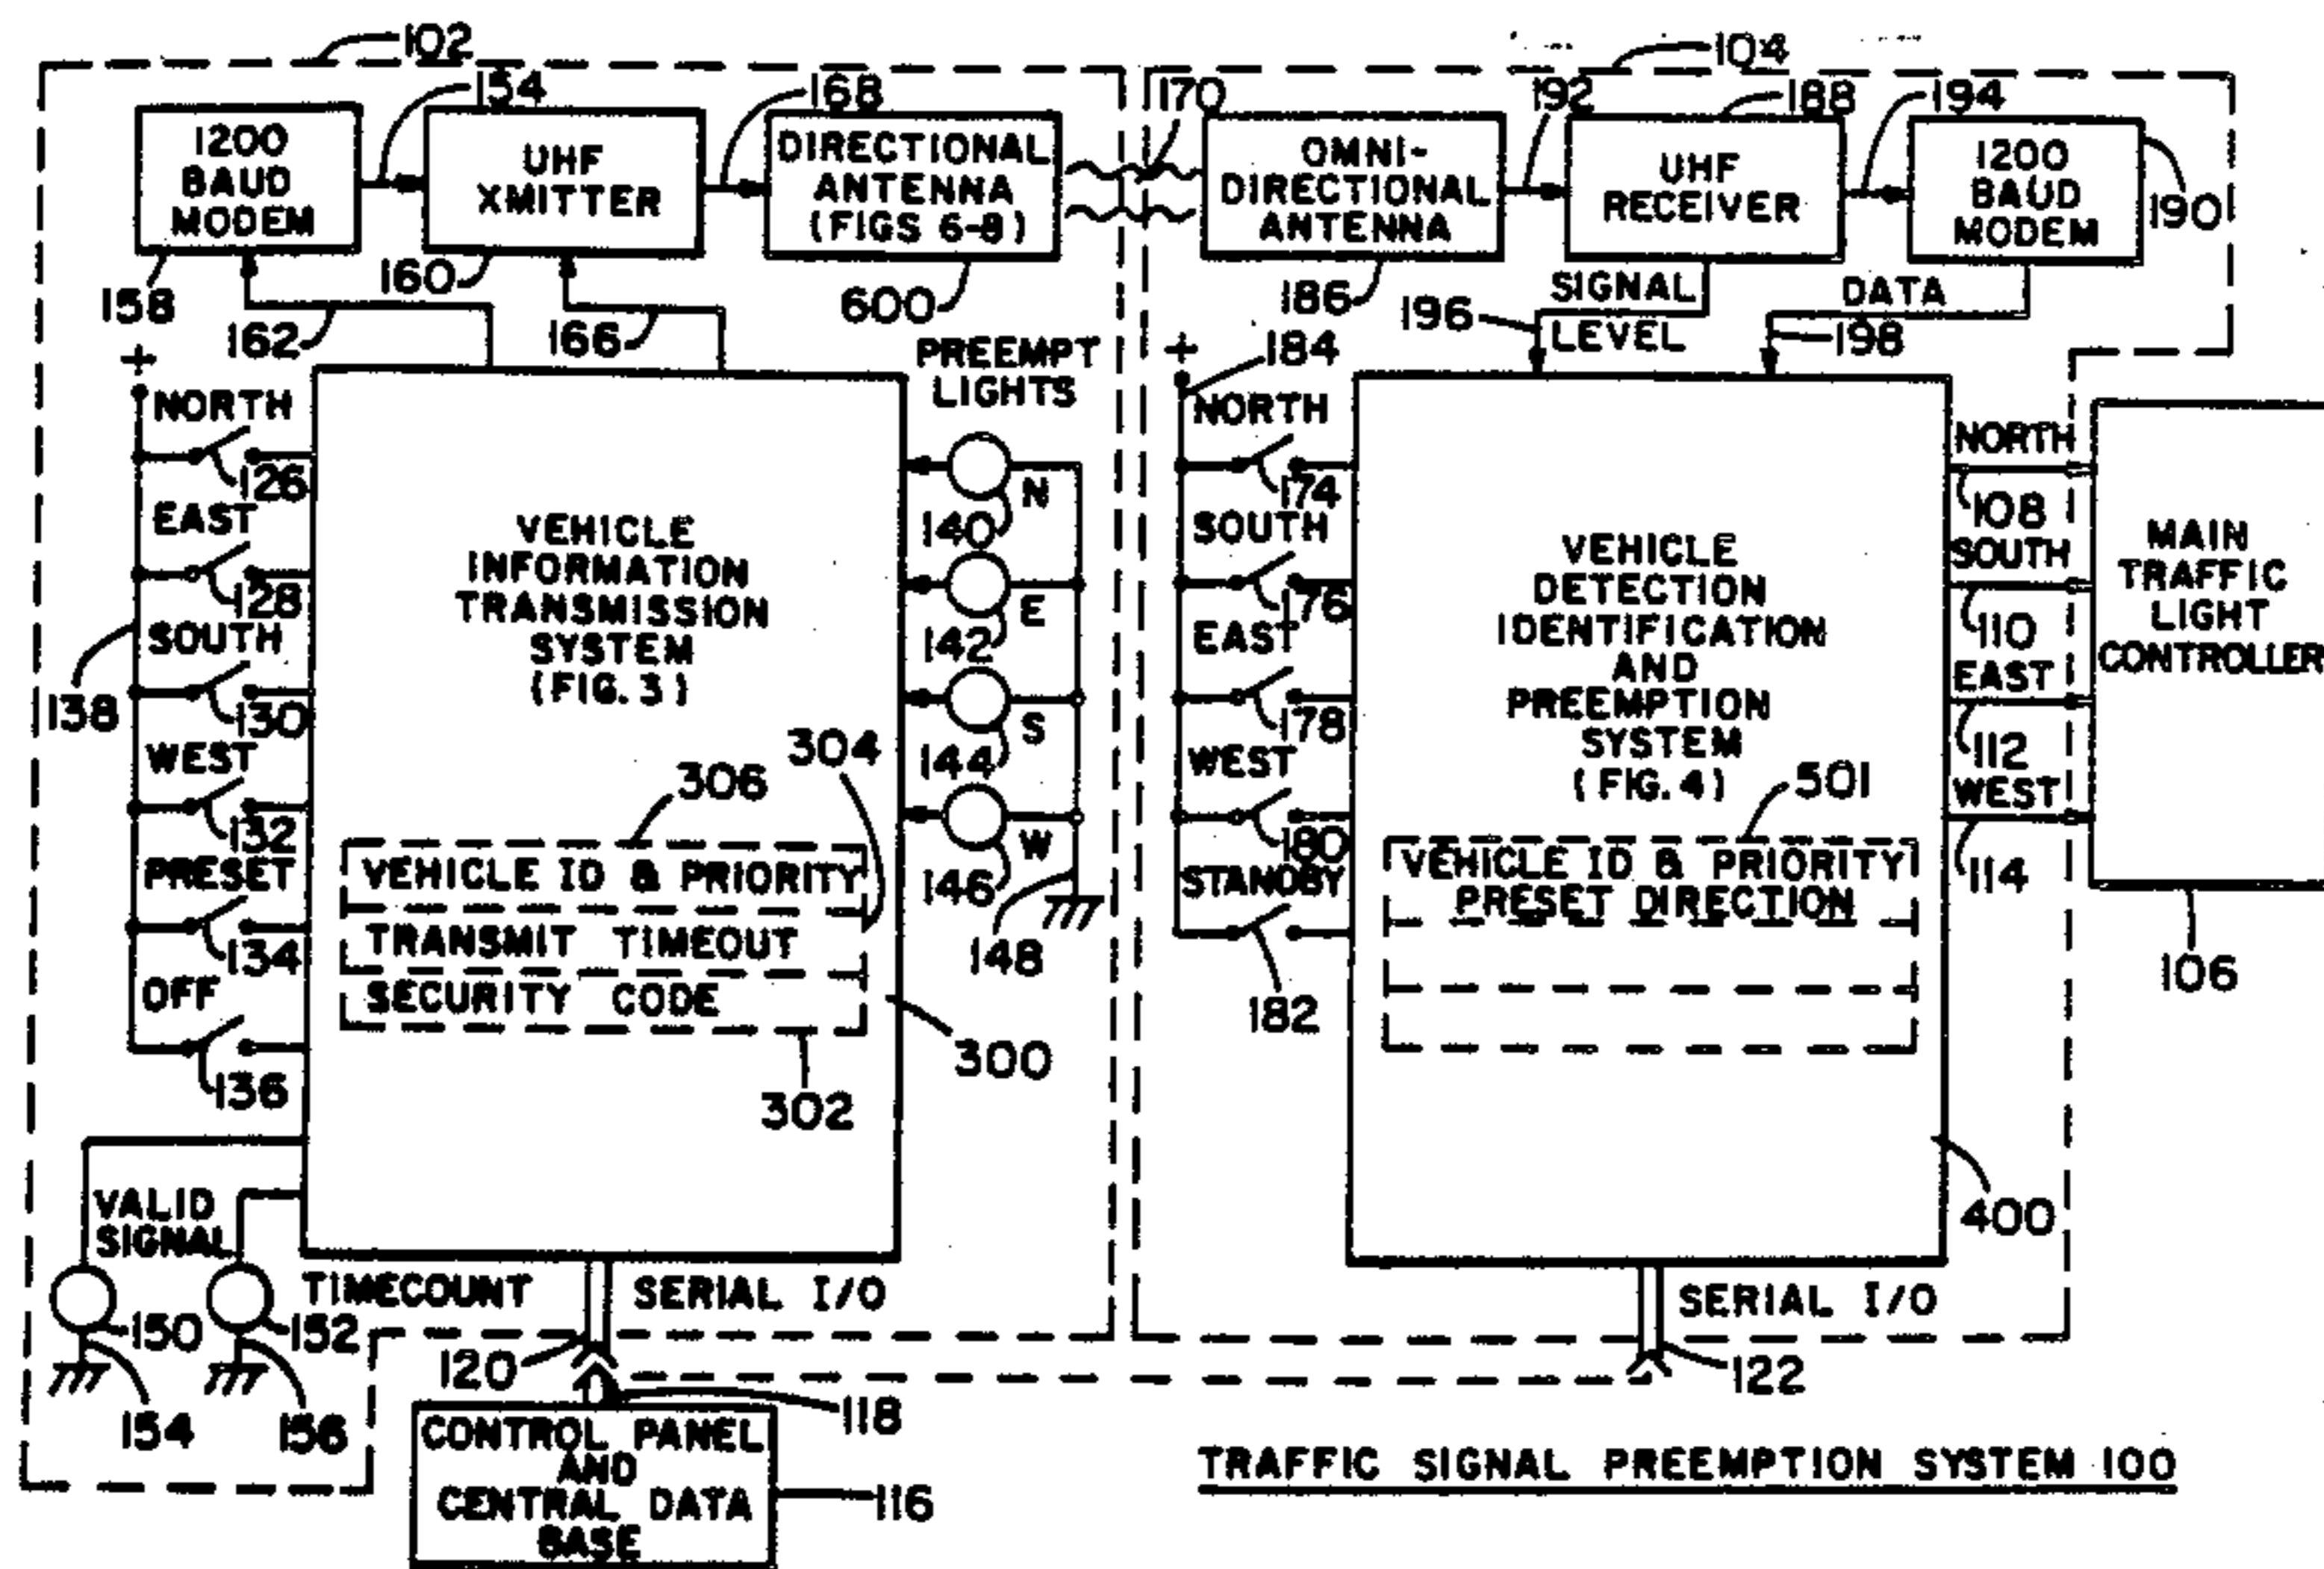 102
104
154
168
170
192
188
194
1200
BAUD
MODEM
UHF
XMITTER
DIRECTIONAL
ANTENNA
(FIGS 6-8)
OMNI-
DIRECTIONAL
ANTENNA
UHF
RECEIVER
1200
BAUD
MODEM
190
158
160
162
166
600
186
196
SIGNAL
LEVEL
DATA
198
+
138
NORTH
126
EAST
128
SOUTH
130
WEST
132
PRESET
134
OFF
136
VEHICLE
INFORMATION
TRANSMISSION
SYSTEM
(FIG. 3)
306
304
VEHICLE ID & PRIORITY
TRANSMIT TIMEOUT
SECURITY CODE
302
300
PREEMPT
LIGHTS
N
140
E
142
S
144
W
146
148
+
184
NORTH
174
SOUTH
176
EAST
178
WEST
180
STANDBY
182
VEHICLE
DETECTION
IDENTIFICATION
AND
PREEMPTION
SYSTEM
(FIG. 4)
501
VEHICLE ID & PRIORITY
PRESET DIRECTION
400
NORTH
108
SOUTH
110
EAST
112
WEST
114
MAIN
TRAFFIC
LIGHT
CONTROLLER
106
VALID
SIGNAL
150
154
TIMECOUNT
152
156
SERIAL I/O
120
118
SERIAL I/O
122
CONTROL PANEL
AND
CENTRAL DATA
BASE
116
TRAFFIC SIGNAL PREEMPTION SYSTEM 100